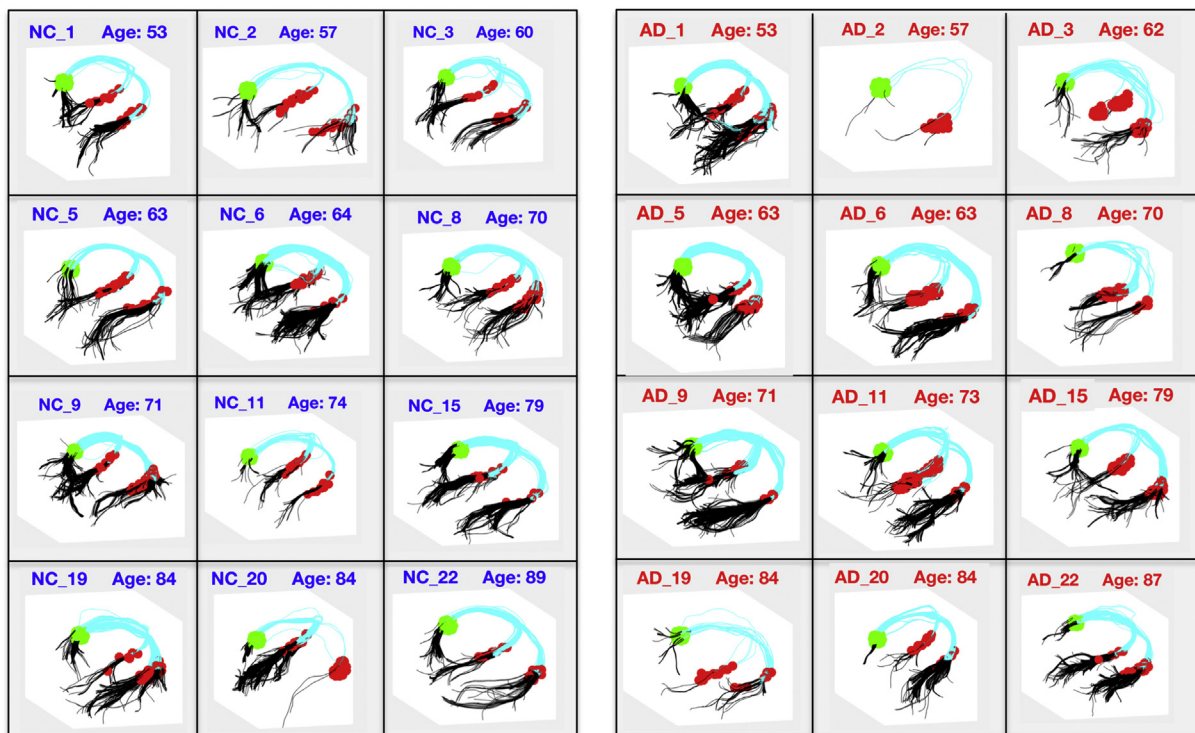 NC_1 Age: 53
NC_2 Age: 57
NC_3 Age: 60
NC_5 Age: 63
NC_6 Age: 64
NC_8 Age: 70
NC_9 Age: 71
NC_11 Age: 74
NC_15 Age: 79
NC_19 Age: 84
NC_20 Age: 84
NC_22 Age: 89
AD_1 Age: 53
AD_2 Age: 57
AD_3 Age: 62
AD_5 Age: 63
AD_6 Age: 63
AD_8 Age: 70
AD_9 Age: 71
AD_11 Age: 73
AD_15 Age: 79
AD_19 Age: 84
AD_20 Age: 84
AD_22 Age: 87